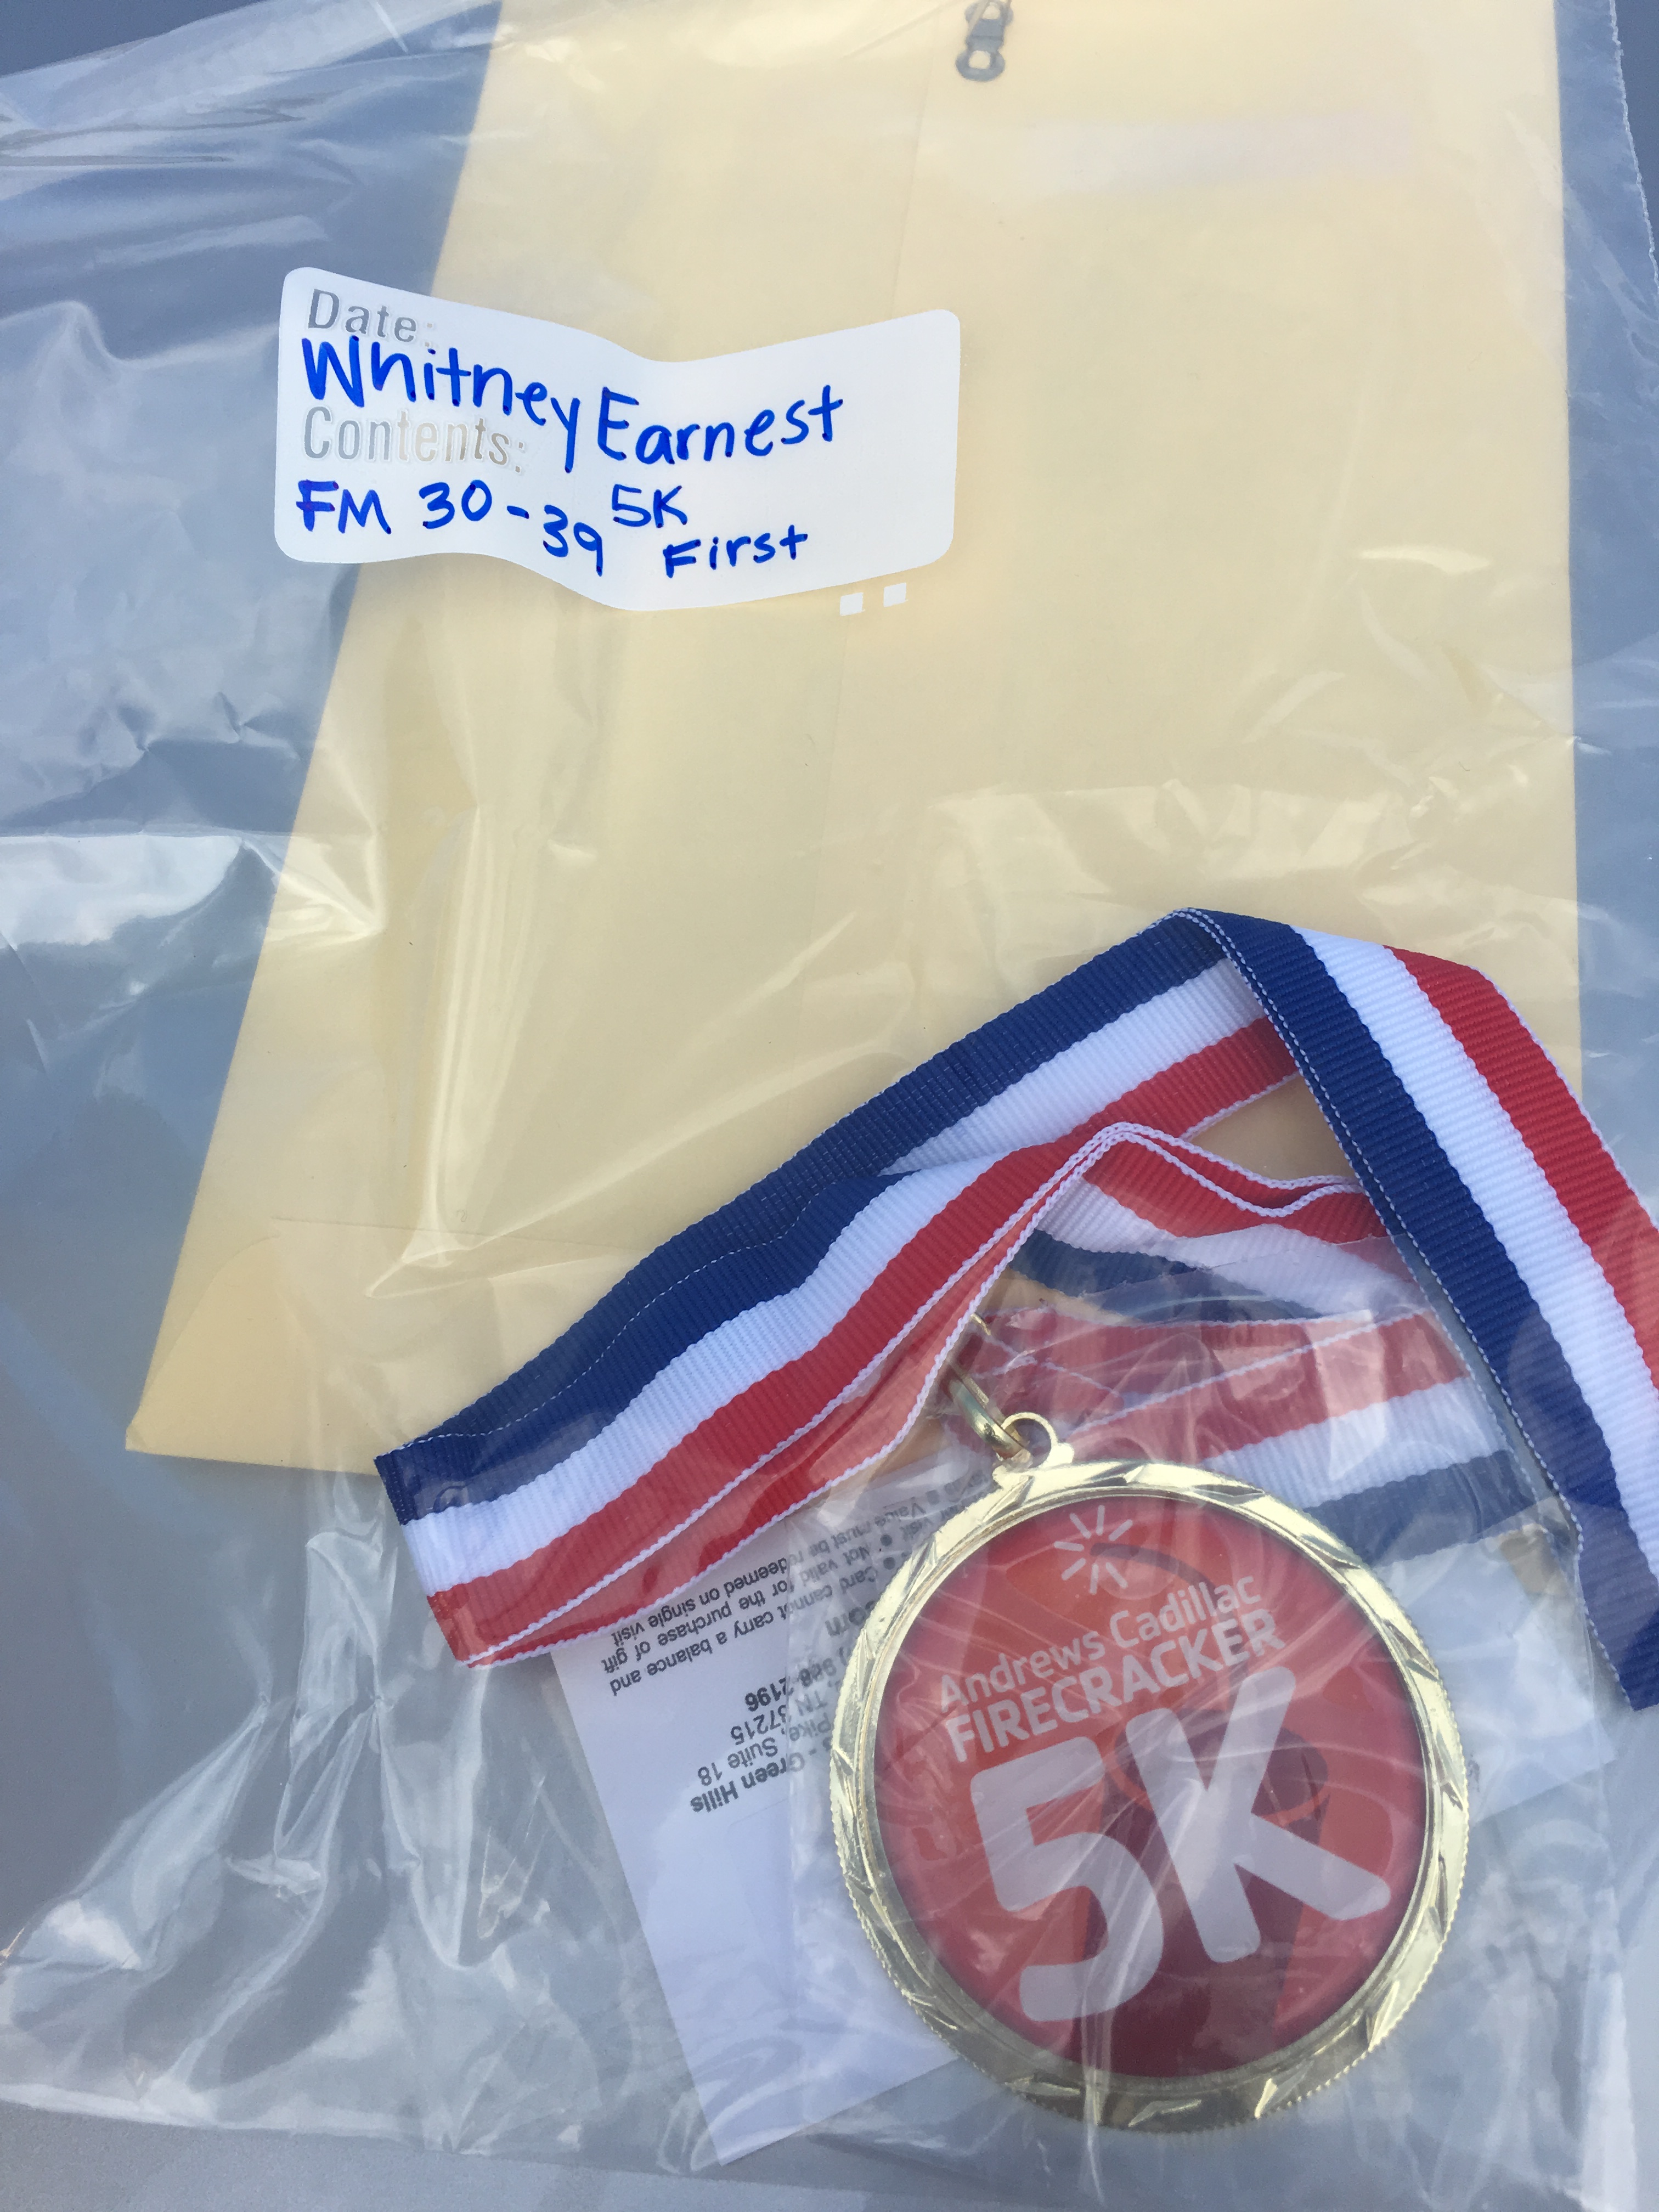 Date:
Whitney Earnest
Contents:
FM 30-39 5K
First
Andrews Cadillac
FIRECRACKER
5K
Green Hills
Pike, Suite 18
TN 37215
2196
Card cannot carry a balance and
Not valid for the purchase of gift
Value must be redeemed on single visit